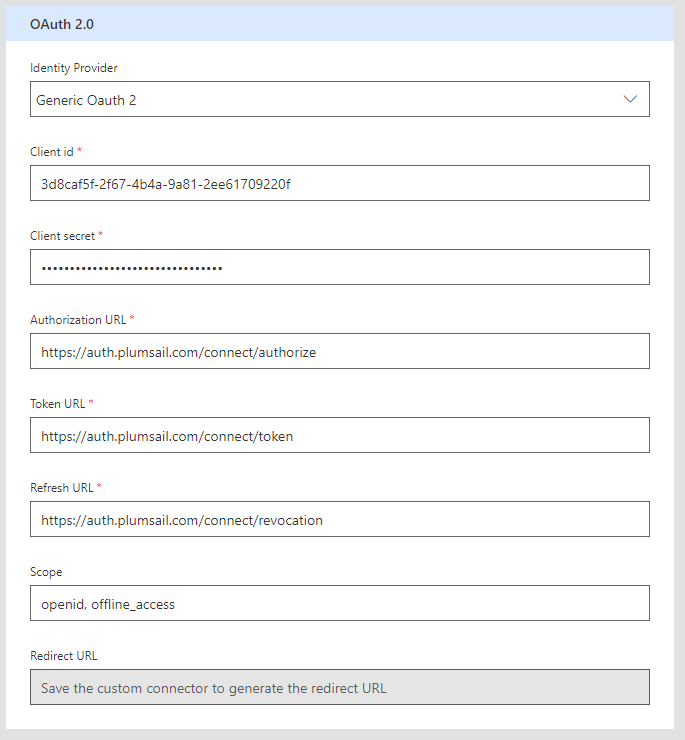 OAuth 2.0
Identity Provider
Generic Oauth 2
Client id *
3d8caf5f-2f67-4b4a-9a81-2ee61709220f
Client secret *
••••••••••••••••••••••••••••••••
Authorization URL *
https://auth.plumsail.com/connect/authorize
Token URL *
https://auth.plumsail.com/connect/token
Refresh URL *
https://auth.plumsail.com/connect/revocation
Scope
openid, offline_access
Redirect URL
Save the custom connector to generate the redirect URL